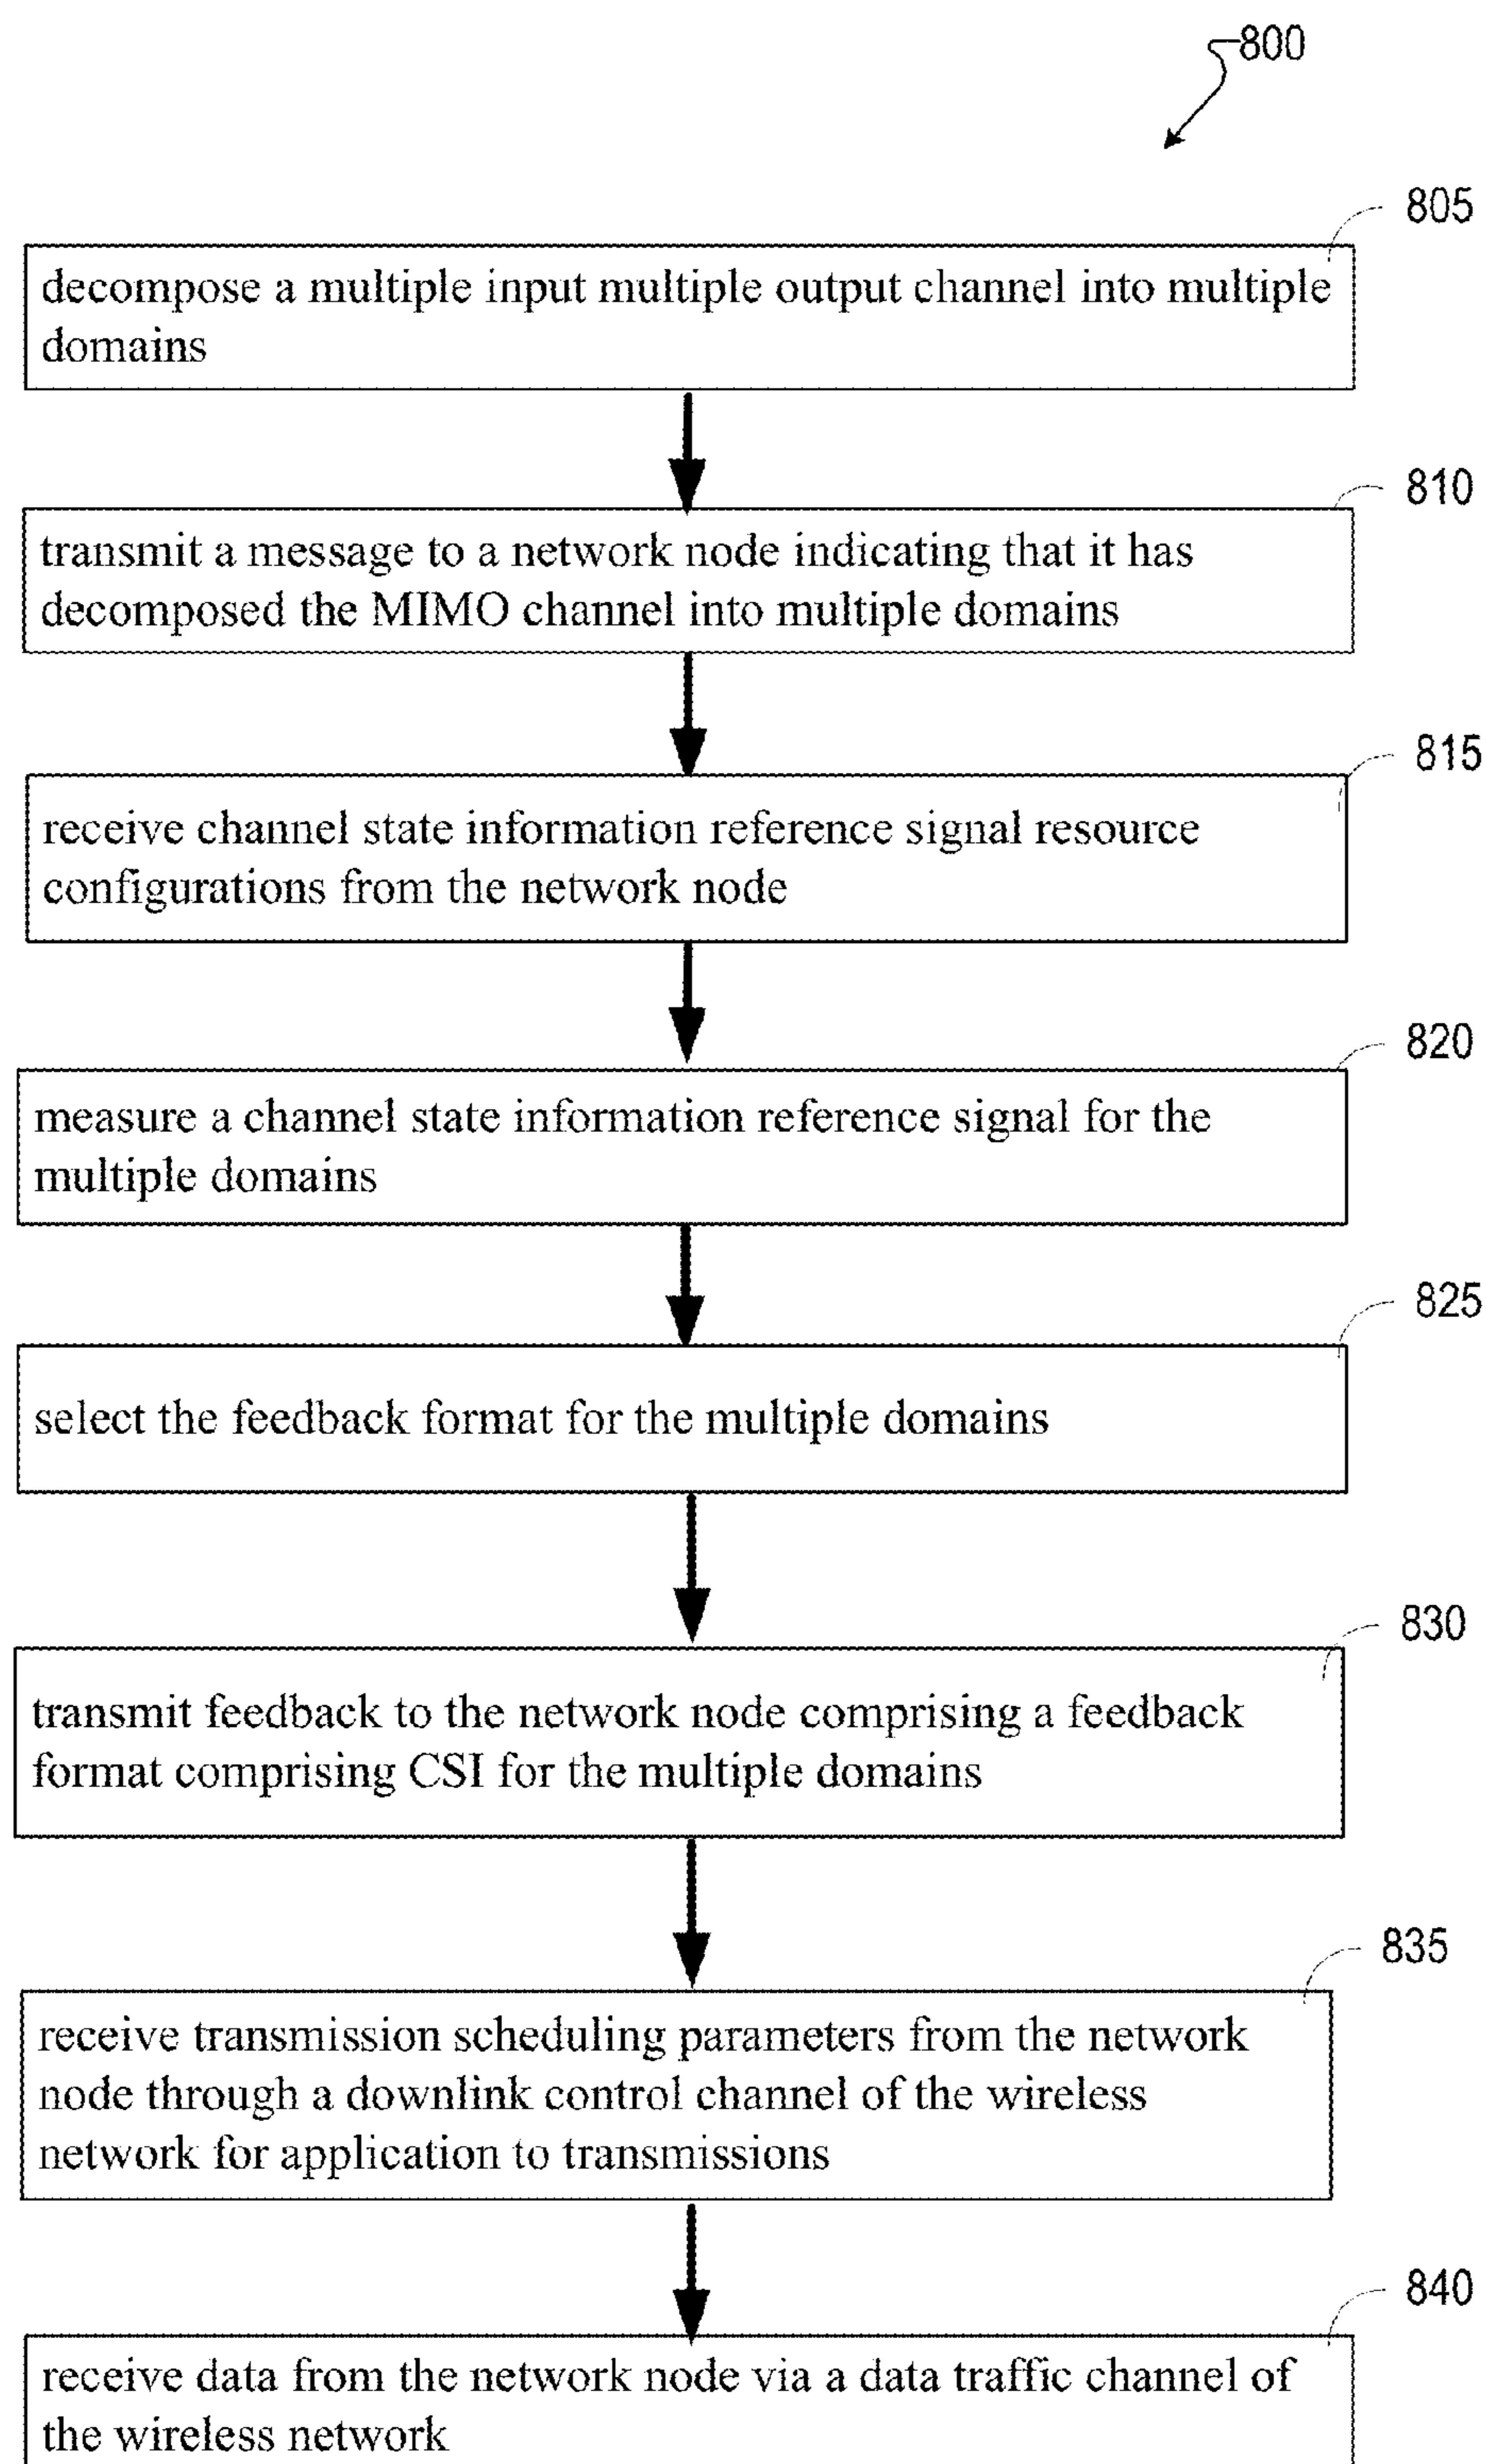 800
805
decompose a multiple input multiple output channel into multiple
domains
810
transmit a message to a network node indicating that it has
decomposed the MIMO channel into multiple domains
815
receive channel state information reference signal resource
configurations from the network node
820
measure a channel state information reference signal for the
multiple domains
825
select the feedback format for the multiple domains
830
transmit feedback to the network node comprising a feedback
format comprising CSI for the multiple domains
835
receive transmission scheduling parameters from the network
node through a downlink control channel of the wireless
network for application to transmissions
840
receive data from the network node via a data traffic channel of
the wireless network